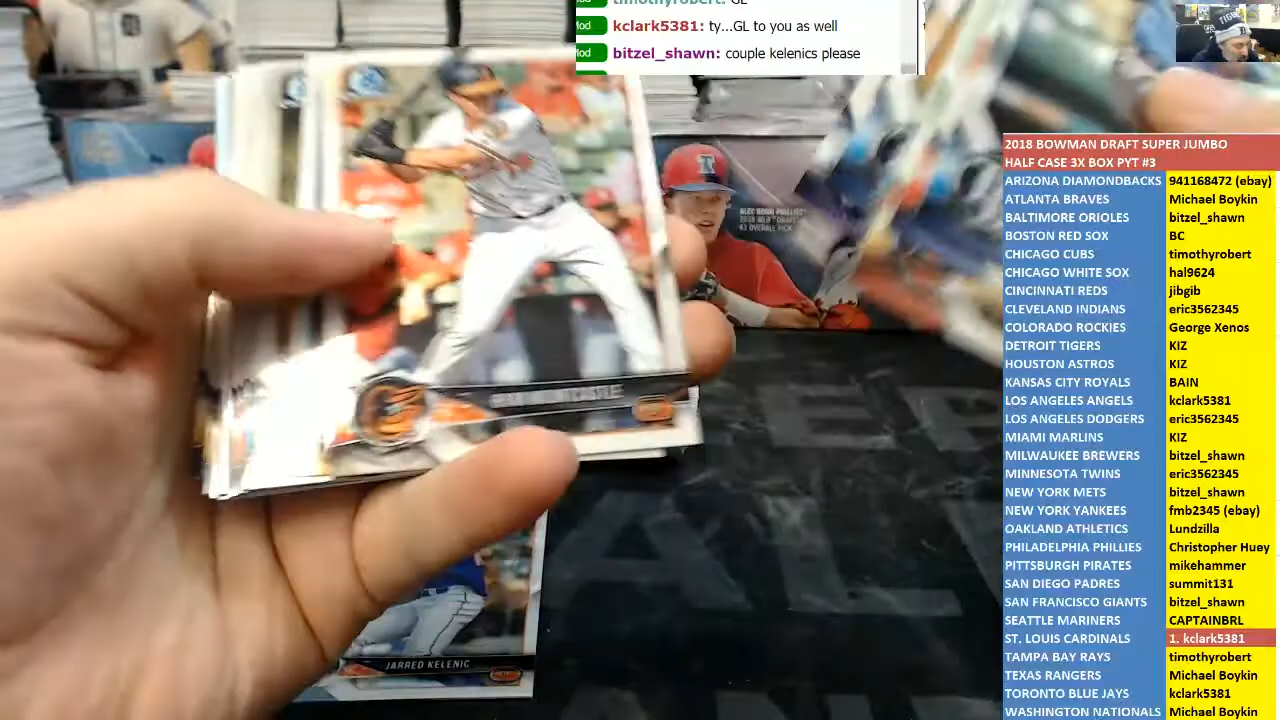 timothyrobert: GL
Mod kclark5381: ty...GL to you as well
Mod bitzel_shawn: couple kelenics please
2018 BOWMAN DRAFT SUPER JUMBO
HALF CASE 3X BOX PYT #3
ARIZONA DIAMONDBACKS 941168472 (ebay)
ATLANTA BRAVES Michael Boykin
BALTIMORE ORIOLES bitzel_shawn
BOSTON RED SOX BC
CHICAGO CUBS timothyrobert
CHICAGO WHITE SOX hal9624
CINCINNATI REDS jibgib
CLEVELAND INDIANS eric3562345
COLORADO ROCKIES George Xenos
DETROIT TIGERS KIZ
HOUSTON ASTROS KIZ
KANSAS CITY ROYALS BAIN
LOS ANGELES ANGELS kclark5381
LOS ANGELES DODGERS eric3562345
MIAMI MARLINS KIZ
MILWAUKEE BREWERS bitzel_shawn
MINNESOTA TWINS eric3562345
NEW YORK METS bitzel_shawn
NEW YORK YANKEES fmb2345 (ebay)
OAKLAND ATHLETICS Lundzilla
PHILADELPHIA PHILLIES Christopher Huey
PITTSBURGH PIRATES mikehammer
SAN DIEGO PADRES summit131
SAN FRANCISCO GIANTS bitzel_shawn
SEATTLE MARINERS CAPTAINBRL
ST. LOUIS CARDINALS 1. kclark5381
TAMPA BAY RAYS timothyrobert
TEXAS RANGERS Michael Boykin
TORONTO BLUE JAYS kclark5381
WASHINGTON NATIONALS Michael Boykin
ALEC BOHM PHILLIES
JARRED KELENIC